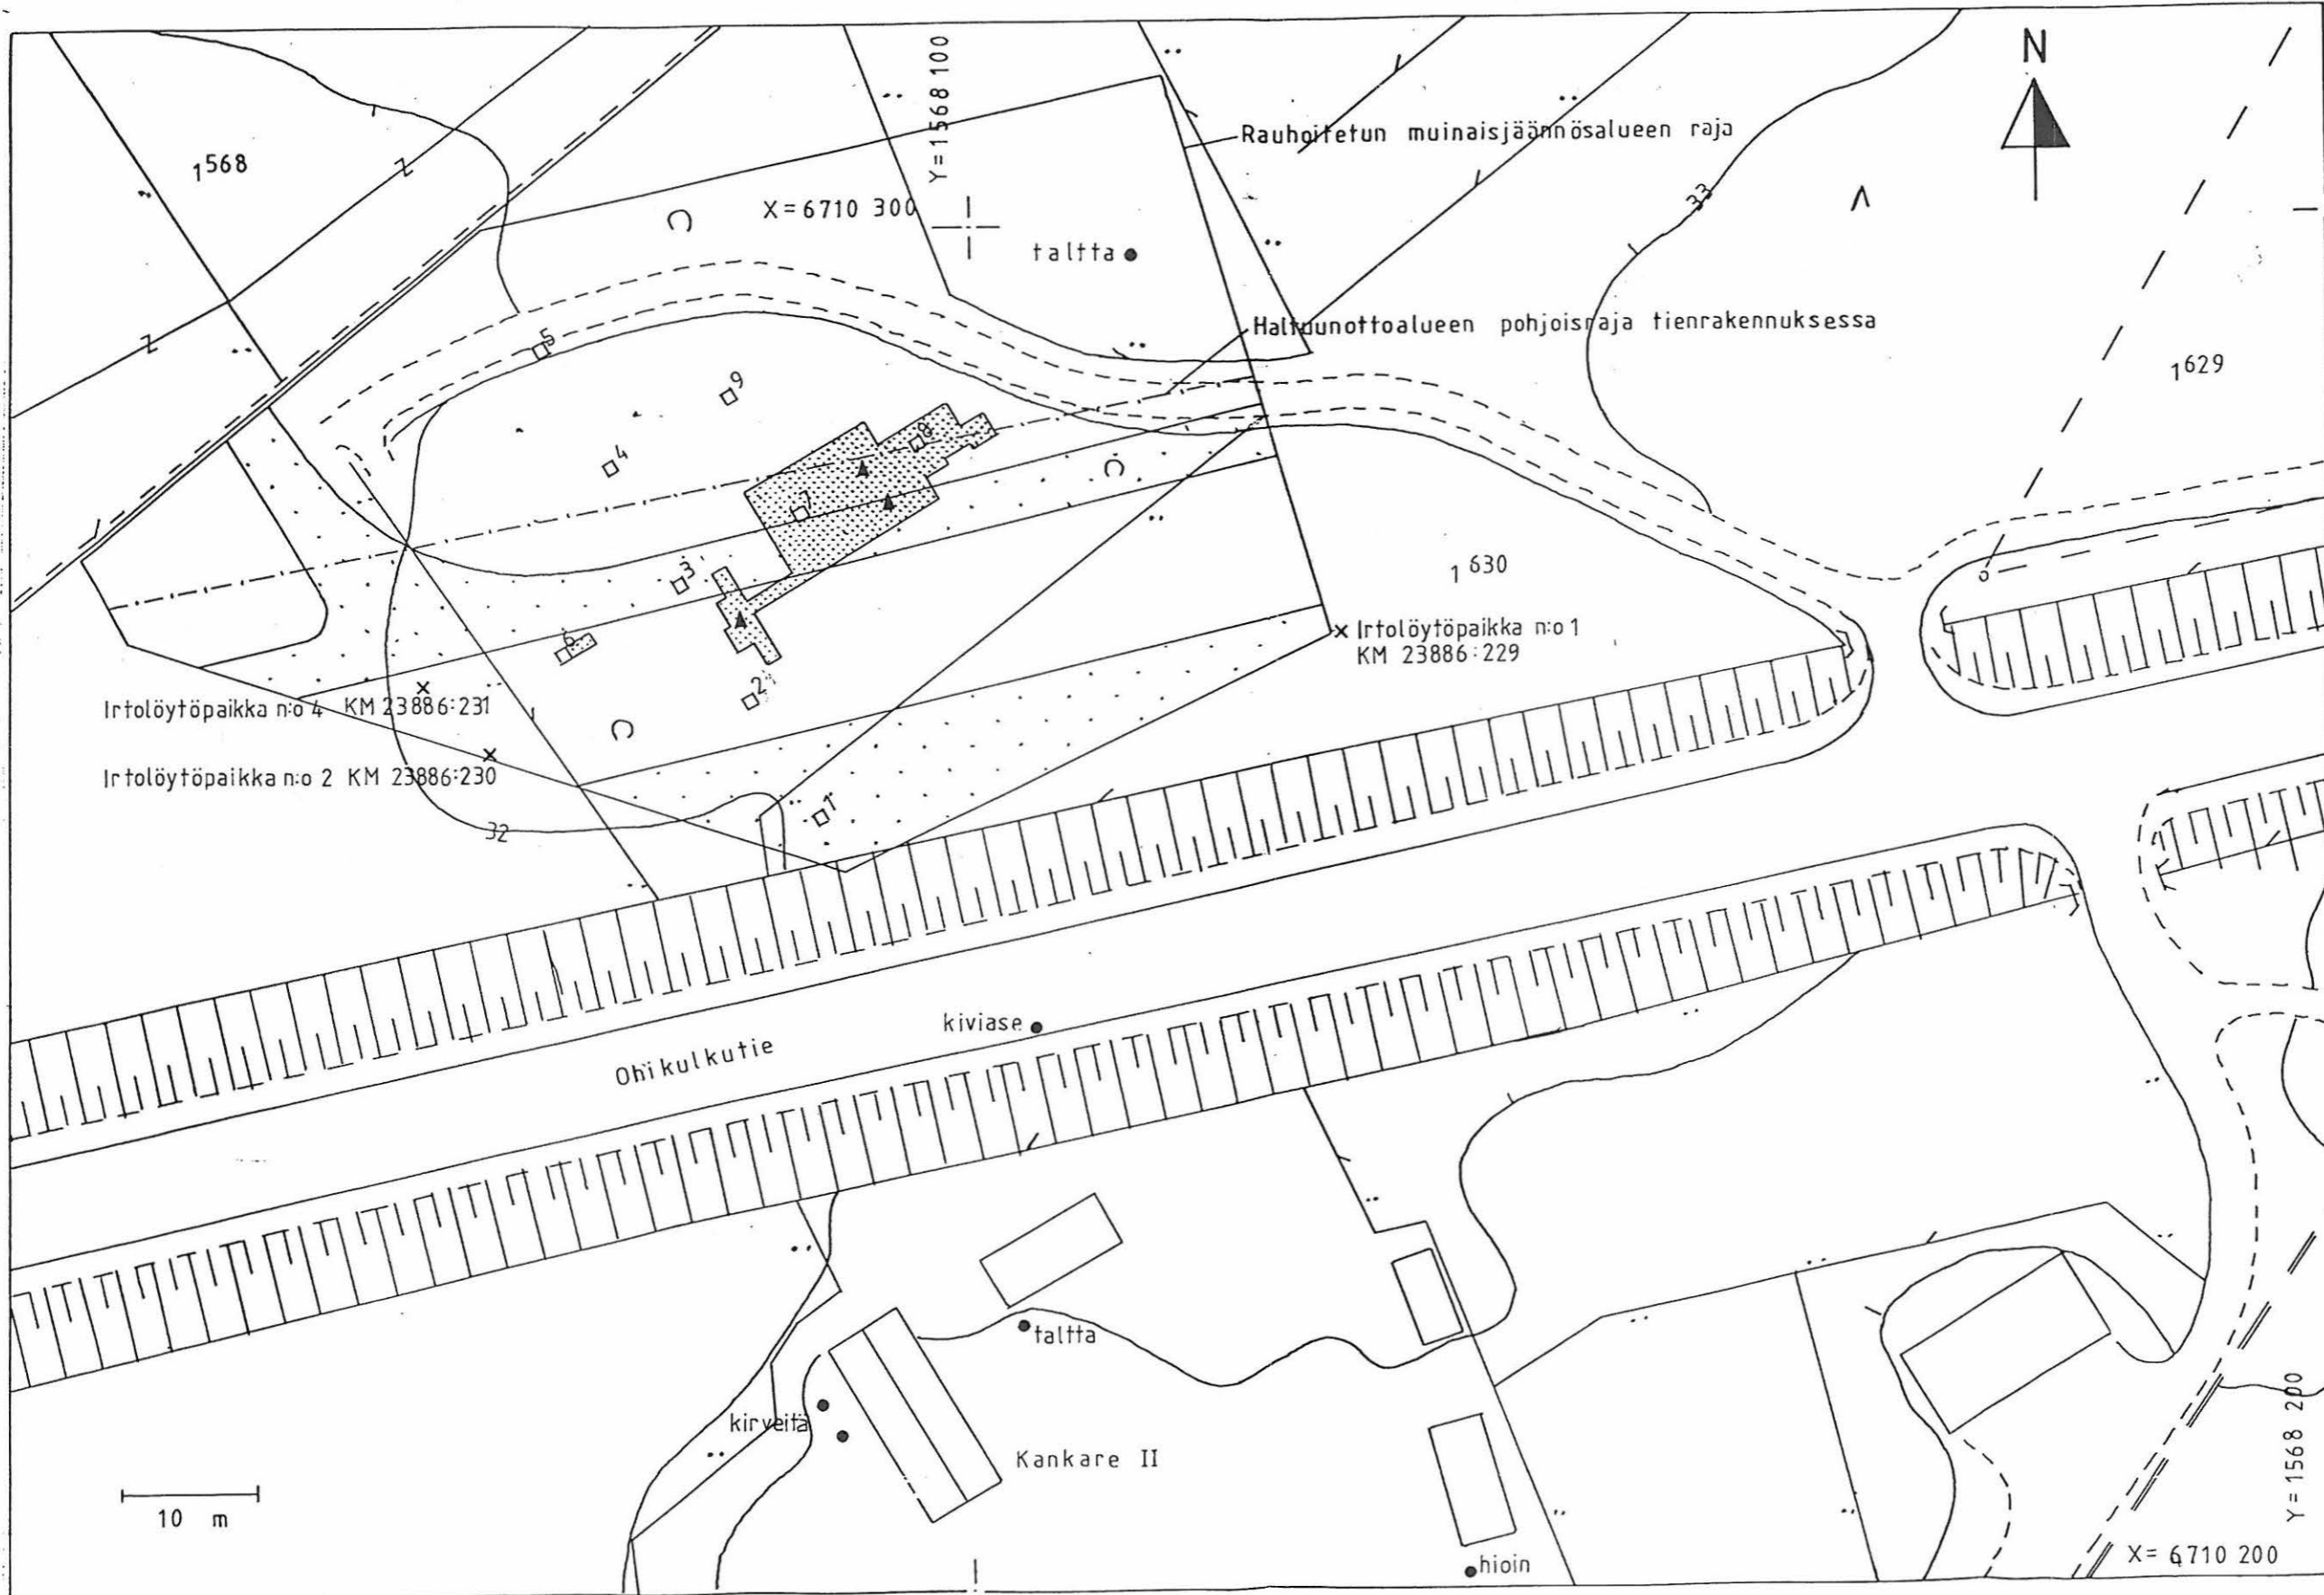 N
Y=1568 100
Rauhoitetun muinaisjäännösalueen raja
1568
X=6710 300
33
taltta
Haltuunottoalueen pohjoisraja tienrakennuksessa
1629
5
9
8
4
7
3
1630
6
Irtolöytöpaikka n:o 1
KM 23886:229
2
Irtolöytöpaikka n:o 4 KM 23886:231
Irtolöytöpaikka n:o 2 KM 23886:230
1
32
kiviase
Ohikulkutie
taltta
kirveitä
Kankare II
10 m
hioin
Y=1568 200
X=6710 200